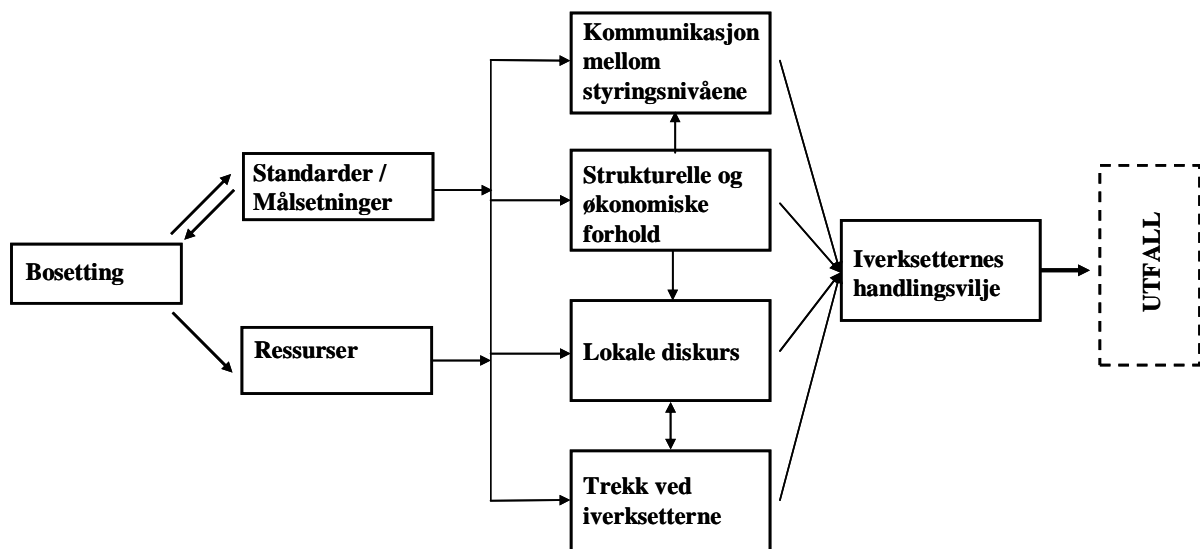 Bosetting
Standarder /
Målsetninger
Ressurser
Kommunikasjon
mellom
styringsnivåene
Strukturelle og
økonomiske
forhold
Lokale diskurs
Trekk ved
iverksetterne
Iverksetternes
handlingsvilje
UTFALL